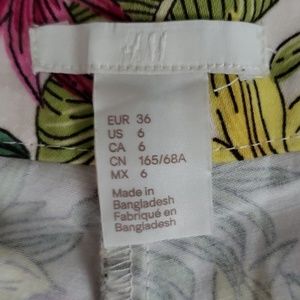 H&M
EUR 36
US 6
CA 6
CN 165/68A
MX 6
Made in
Bangladesh
Fabriqué en
Bangladesh